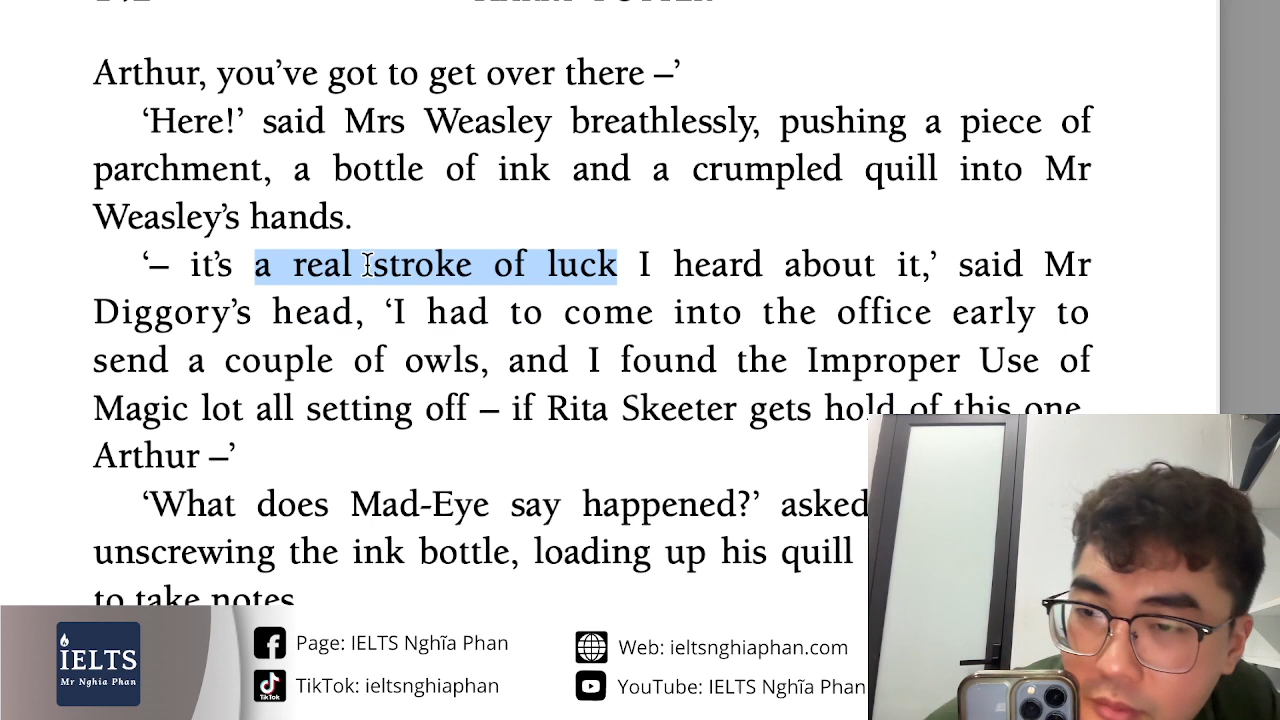 Arthur, you’ve got to get over there –’
‘Here!’ said Mrs Weasley breathlessly, pushing a piece of
parchment, a bottle of ink and a crumpled quill into Mr
Weasley’s hands.
‘– it’s a real stroke of luck I heard about it,’ said Mr
Diggory’s head, ‘I had to come into the office early to
send a couple of owls, and I found the Improper Use of
Magic lot all setting off – if Rita Skeeter gets hold of this one,
Arthur –’
‘What does Mad-Eye say happened?’ asked
unscrewing the ink bottle, loading up his quill
to take notes
IELTS
Mr Nghia Phan
Page: IELTS Nghĩa Phan
TikTok
TikTok: ieltsnghiaphan
Web: ieltsnghiaphan.com
YouTube: IELTS Nghĩa Phan